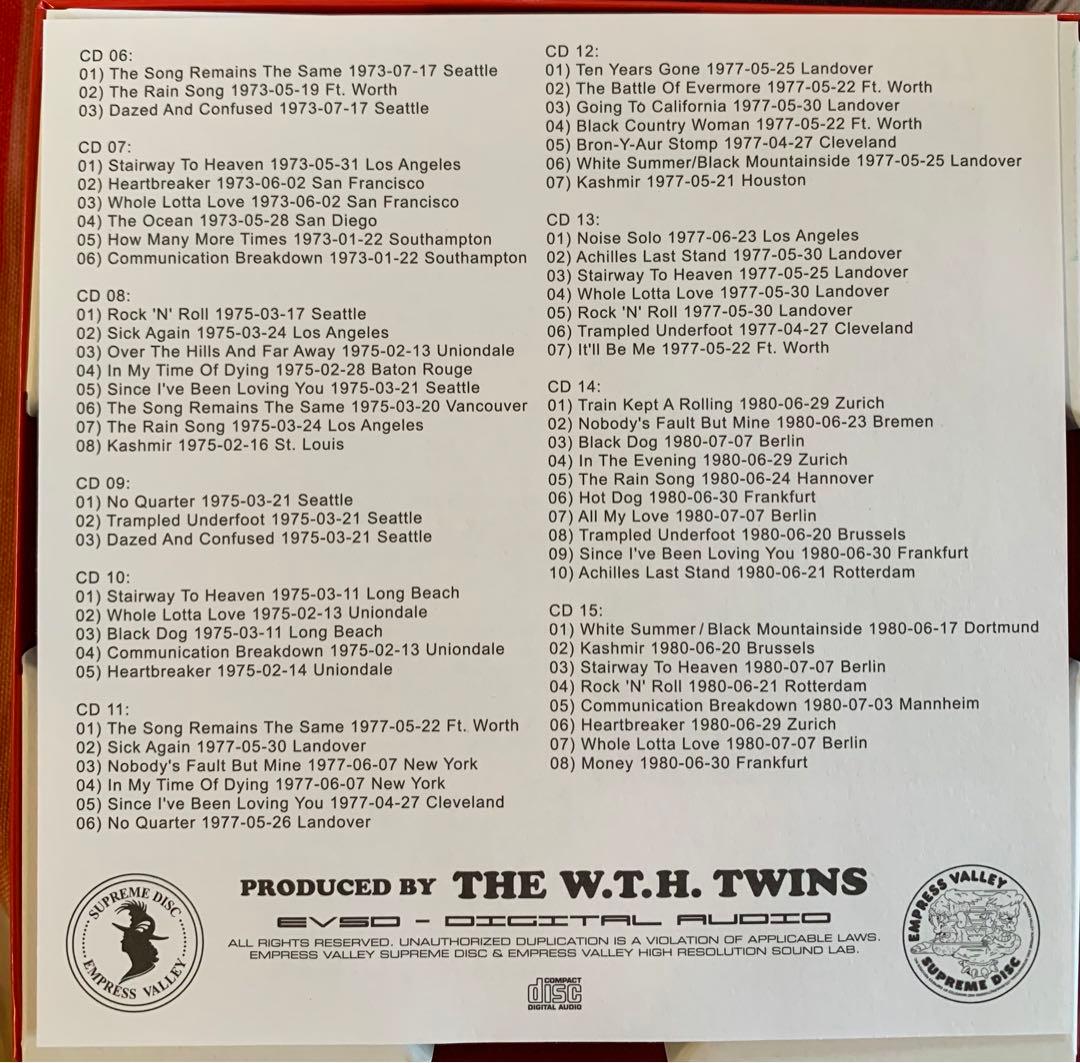 CD 06:
01) The Song Remains The Same 1973-07-17 Seattle
02) The Rain Song 1973-05-19 Ft. Worth
03) Dazed And Confused 1973-07-17 Seattle
CD 07:
01) Stairway To Heaven 1973-05-31 Los Angeles
02) Heartbreaker 1973-06-02 San Francisco
03) Whole Lotta Love 1973-06-02 San Francisco
04) The Ocean 1973-05-28 San Diego
05) How Many More Times 1973-01-22 Southampton
06) Communication Breakdown 1973-01-22 Southampton
CD 08:
01) Rock 'N' Roll 1975-03-17 Seattle
02) Sick Again 1975-03-24 Los Angeles
03) Over The Hills And Far Away 1975-02-13 Uniondale
04) In My Time Of Dying 1975-02-28 Baton Rouge
05) Since I've Been Loving You 1975-03-21 Seattle
06) The Song Remains The Same 1975-03-20 Vancouver
07) The Rain Song 1975-03-24 Los Angeles
08) Kashmir 1975-02-16 St. Louis
CD 09:
01) No Quarter 1975-03-21 Seattle
02) Trampled Underfoot 1975-03-21 Seattle
03) Dazed And Confused 1975-03-21 Seattle
CD 10:
01) Stairway To Heaven 1975-03-11 Long Beach
02) Whole Lotta Love 1975-02-13 Uniondale
03) Black Dog 1975-03-11 Long Beach
04) Communication Breakdown 1975-02-13 Uniondale
05) Heartbreaker 1975-02-14 Uniondale
CD 11:
01) The Song Remains The Same 1977-05-22 Ft. Worth
02) Sick Again 1977-05-30 Landover
03) Nobody's Fault But Mine 1977-06-07 New York
04) In My Time Of Dying 1977-06-07 New York
05) Since I've Been Loving You 1977-04-27 Cleveland
06) No Quarter 1977-05-26 Landover
CD 12:
01) Ten Years Gone 1977-05-25 Landover
02) The Battle Of Evermore 1977-05-22 Ft. Worth
03) Going To California 1977-05-30 Landover
04) Black Country Woman 1977-05-22 Ft. Worth
05) Bron-Y-Aur Stomp 1977-04-27 Cleveland
06) White Summer/Black Mountainside 1977-05-25 Landover
07) Kashmir 1977-05-21 Houston
CD 13:
01) Noise Solo 1977-06-23 Los Angeles
02) Achilles Last Stand 1977-05-30 Landover
03) Stairway To Heaven 1977-05-25 Landover
04) Whole Lotta Love 1977-05-30 Landover
05) Rock 'N' Roll 1977-05-30 Landover
06) Trampled Underfoot 1977-04-27 Cleveland
07) It'll Be Me 1977-05-22 Ft. Worth
CD 14:
01) Train Kept A Rolling 1980-06-29 Zurich
02) Nobody's Fault But Mine 1980-06-23 Bremen
03) Black Dog 1980-07-07 Berlin
04) In The Evening 1980-06-29 Zurich
05) The Rain Song 1980-06-24 Hannover
06) Hot Dog 1980-06-30 Frankfurt
07) All My Love 1980-07-07 Berlin
08) Trampled Underfoot 1980-06-20 Brussels
09) Since I've Been Loving You 1980-06-30 Frankfurt
10) Achilles Last Stand 1980-06-21 Rotterdam
CD 15:
01) White Summer / Black Mountainside 1980-06-17 Dortmund
02) Kashmir 1980-06-20 Brussels
03) Stairway To Heaven 1980-07-07 Berlin
04) Rock 'N' Roll 1980-06-21 Rotterdam
05) Communication Breakdown 1980-07-03 Mannheim
06) Heartbreaker 1980-06-29 Zurich
07) Whole Lotta Love 1980-07-07 Berlin
08) Money 1980-06-30 Frankfurt
SUPREME DISC
EMPRESS VALLEY
PRODUCED BY THE W.T.H. TWINS
EVSD - DIGITAL AUDIO
ALL RIGHTS RESERVED. UNAUTHORIZED DUPLICATION IS A VIOLATION OF APPLICABLE LAWS.
EMPRESS VALLEY SUPREME DISC & EMPRESS VALLEY HIGH RESOLUTION SOUND LAB.
COMPACT
disc
DIGITAL AUDIO
EMPRESS VALLEY
SUPREME DISC